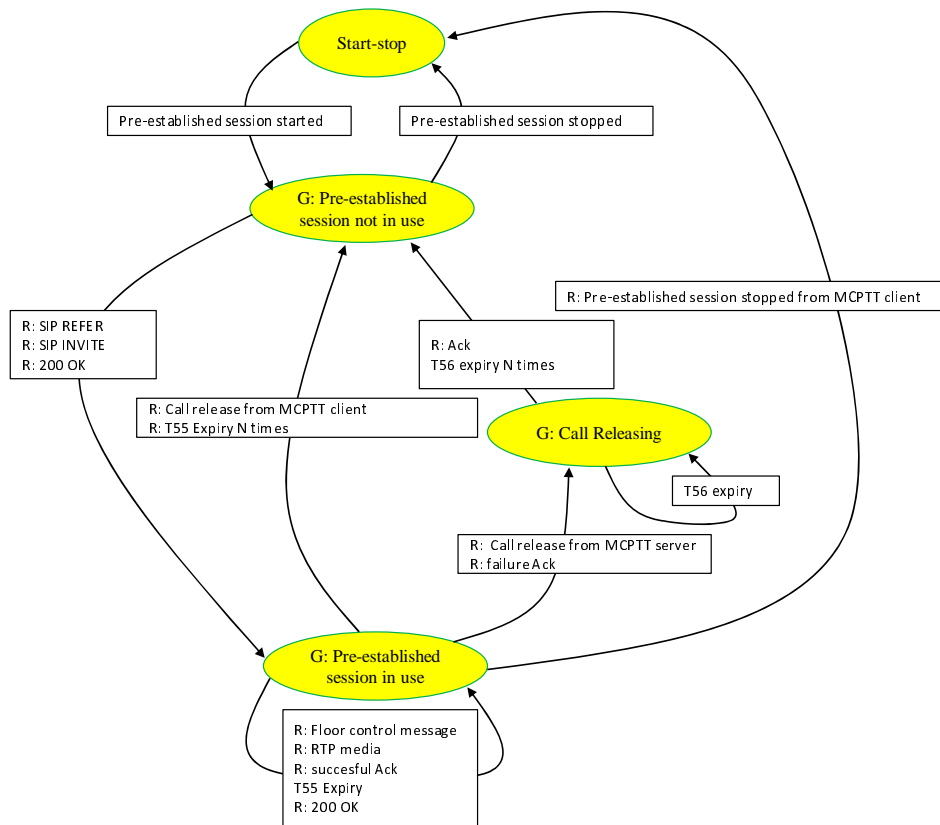 Start-stop
Pre-established session started
Pre-established session stopped
G: Pre-established
session not in use
R: Pre-established session stopped from MCPTT client
R: SIP REFER
R: SIP INVITE
R: 200 OK
R: Ack
T56 expiry N times
R: Call release from MCPTT client
R: T55 Expiry N times
G: Call Releasing
T56 expiry
R: Call release from MCPTT server
R: failure Ack
G: Pre-established
session in use
R: Floor control message
R: RTP media
R: succesful Ack
T55 Expiry
R: 200 OK